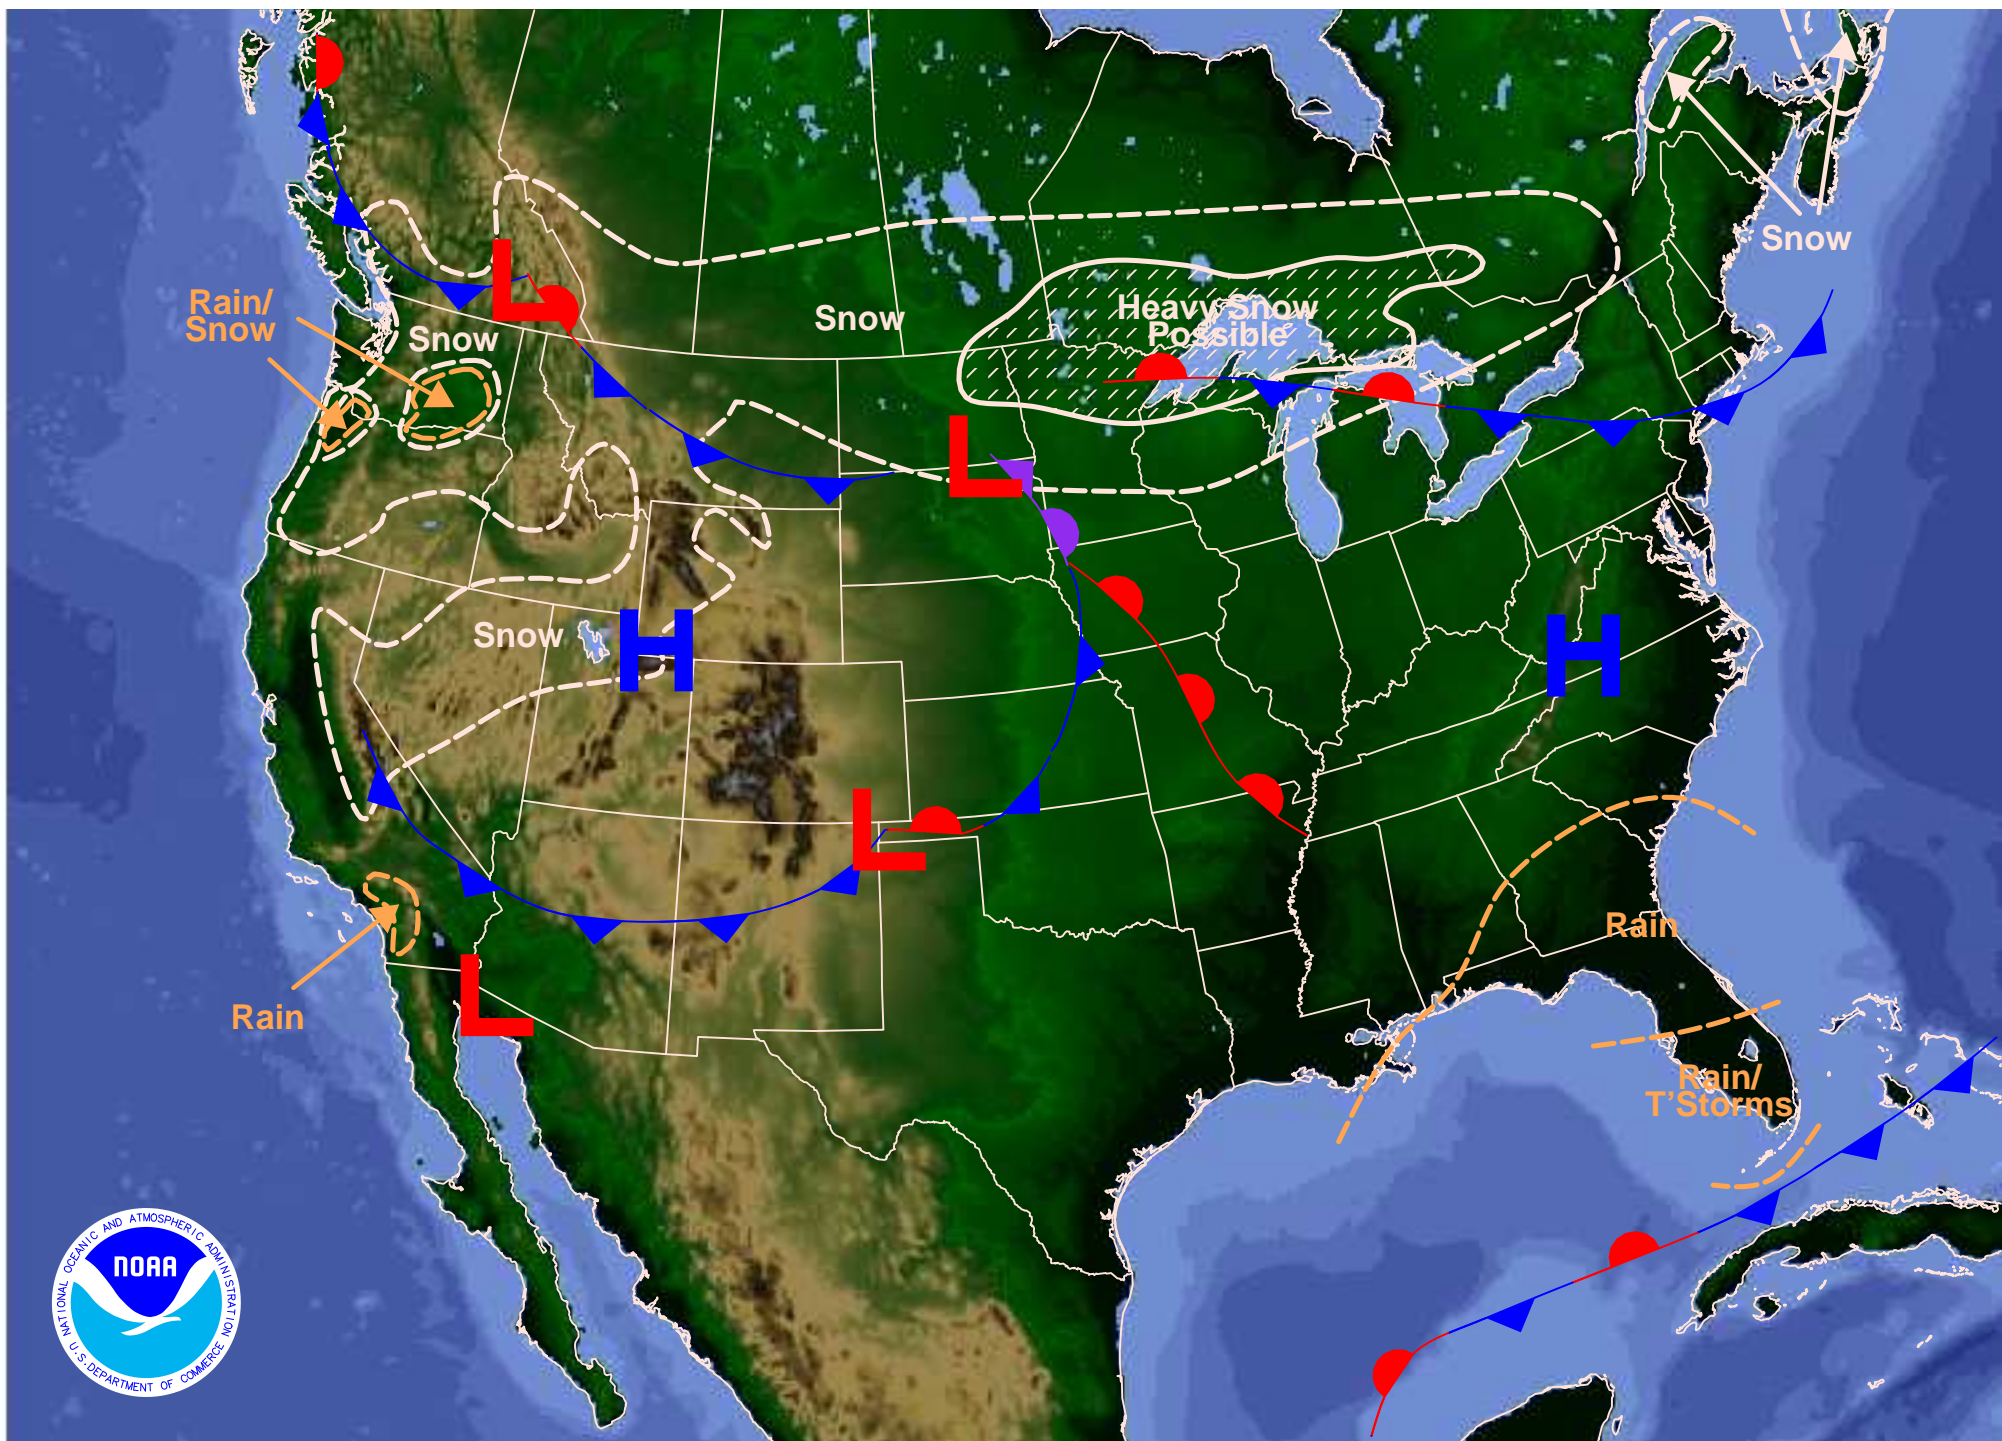 Rain/
Snow
Snow
Snow
Heavy Snow
Possible
Snow
Snow
H
H
L
L
L
L
Rain
Rain
Rain/
T'Storms
NATIONAL OCEANIC AND ATMOSPHERIC ADMINISTRATION
NOAA
U.S. DEPARTMENT OF COMMERCE